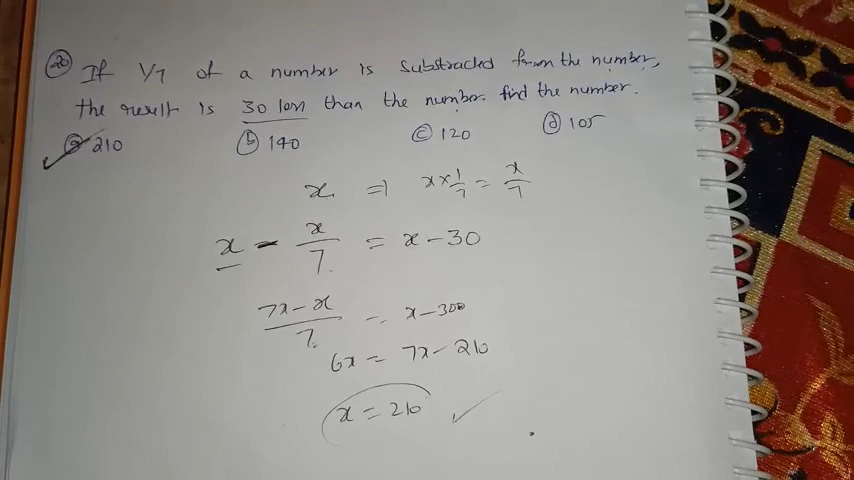 20 If 1/7 of a number is substracted from the number,
the result is 30 less than the number. find the number.
a 210 b 140 c 120 d 105
x ⇒ x × 1/7 = x/7
x - x/7 = x - 30
7x - x/7 = x - 30
6x = 7x - 210
x = 210